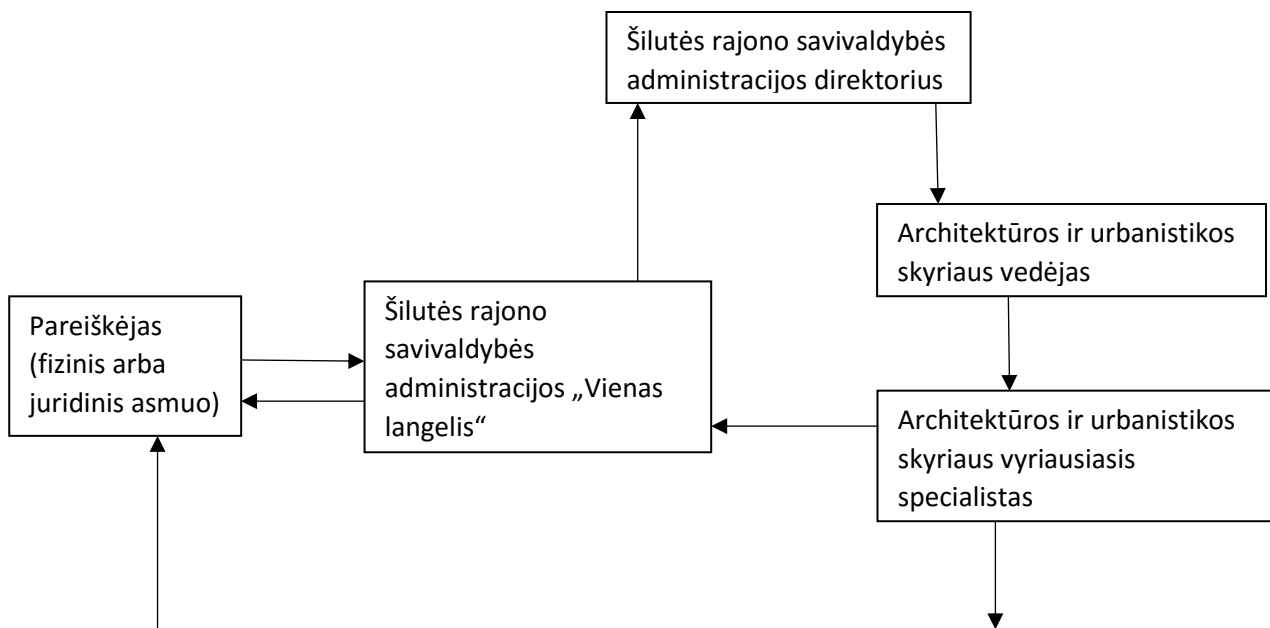 Šilutės rajono savivaldybės
administracijos direktorius
Architektūros ir urbanistikos
skyriaus vedėjas
Pareiškėjas
(fizinis arba
juridinis asmuo)
Šilutės rajono
savivaldybės
administracijos „Vienas
langelis“
Architektūros ir urbanistikos
skyriaus vyriausiasis
specialistas